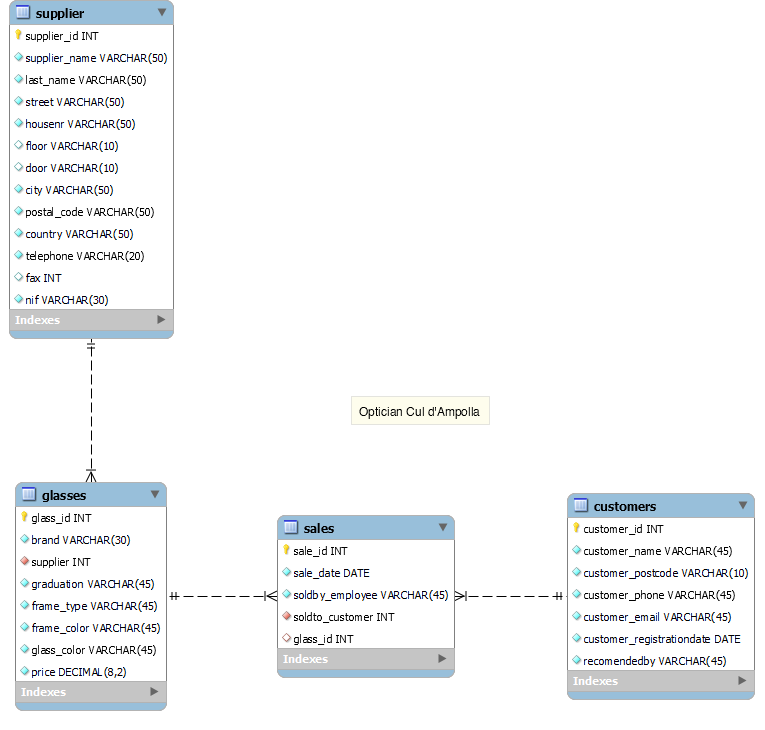 supplier
supplier_id INT
supplier_name VARCHAR(50)
last_name VARCHAR(50)
street VARCHAR(50)
housenr VARCHAR(50)
floor VARCHAR(10)
door VARCHAR(10)
city VARCHAR(50)
postal_code VARCHAR(50)
country VARCHAR(50)
telephone VARCHAR(20)
fax INT
nif VARCHAR(30)
Indexes
Optician Cul d'Ampolla
glasses
glass_id INT
brand VARCHAR(30)
supplier INT
graduation VARCHAR(45)
frame_type VARCHAR(45)
frame_color VARCHAR(45)
glass_color VARCHAR(45)
price DECIMAL(8,2)
Indexes
sales
sale_id INT
sale_date DATE
soldby_employee VARCHAR(45)
soldto_customer INT
glass_id INT
Indexes
customers
customer_id INT
customer_name VARCHAR(45)
customer_postcode VARCHAR(10)
customer_phone VARCHAR(45)
customer_email VARCHAR(45)
customer_registrationdate DATE
recomendedby VARCHAR(45)
Indexes